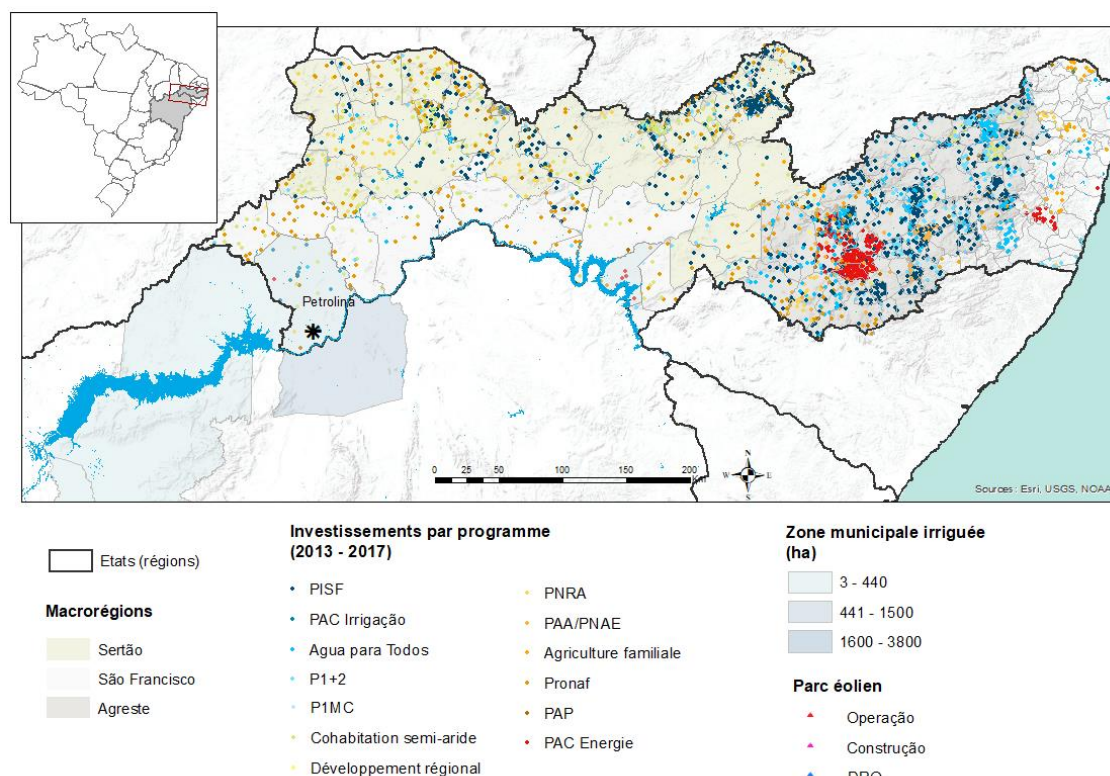 Petrolina
0 25 50 100 150 200
N
W E
S
Sources: Esri, USGS, NOAA
Etats (régions)
Macrorégions
Sertão
São Francisco
Agreste
Investissements par programme
(2013 - 2017)
PISF
PAC Irrigação
Agua para Todos
P1+2
P1MC
Cohabitation semi-aride
Développement régional
PNRA
PAA/PNAE
Agriculture familiale
Pronaf
PAP
PAC Energie
Zone municipale irriguée
(ha)
3 - 440
441 - 1500
1600 - 3800
Parc éolien
Operação
Construção